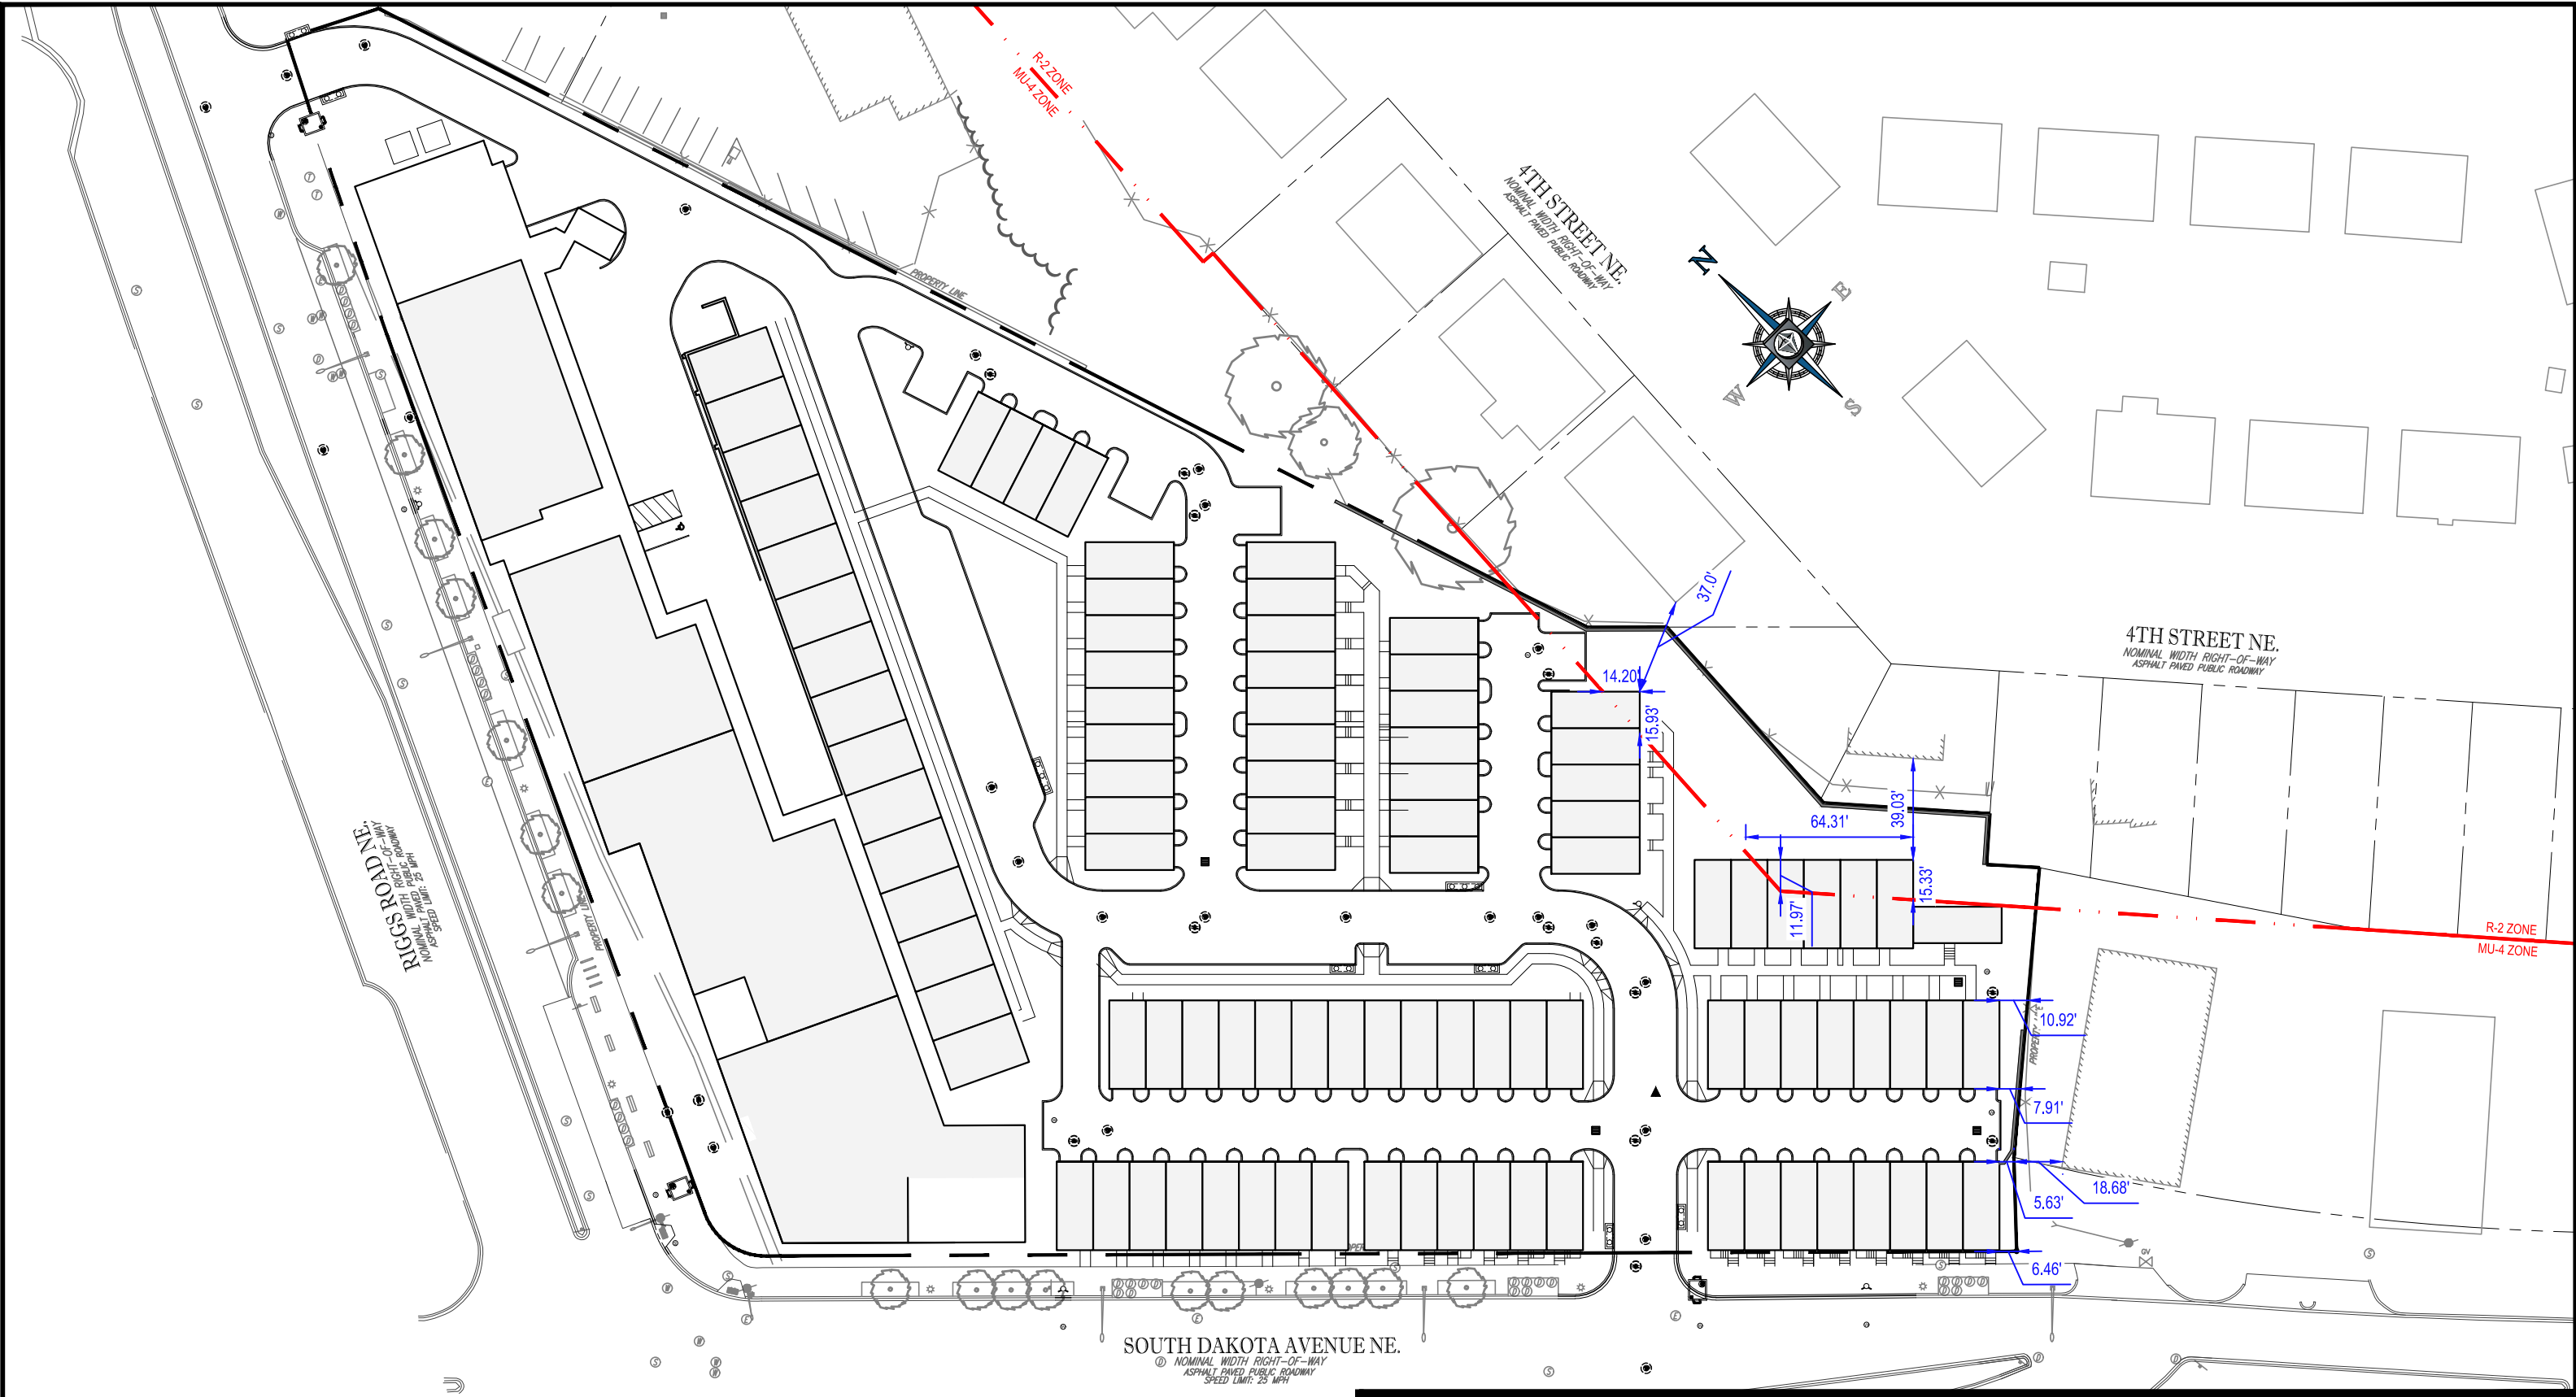 R-2 ZONE
MU-4 ZONE
4TH STREET NE.
NOMINAL WIDTH RIGHT-OF-WAY
ASPHALT PAVED PUBLIC ROADWAY
N
E
W
S
PROPERTY LINE
37.0'
4TH STREET NE.
NOMINAL WIDTH RIGHT-OF-WAY
ASPHALT PAVED PUBLIC ROADWAY
14.20'
15.93'
39.03'
64.31'
15.33'
11.97'
R-2 ZONE
MU-4 ZONE
RIGGS ROAD NE.
NOMINAL WIDTH RIGHT-OF-WAY
ASPHALT PAVED PUBLIC ROADWAY
SPEED LIMIT: 25 MPH
PROPERTY LINE
10.92'
7.91'
18.68'
5.63'
6.46'
GV
SOUTH DAKOTA AVENUE NE.
NOMINAL WIDTH RIGHT-OF-WAY
ASPHALT PAVED PUBLIC ROADWAY
SPEED LIMIT: 25 MPH